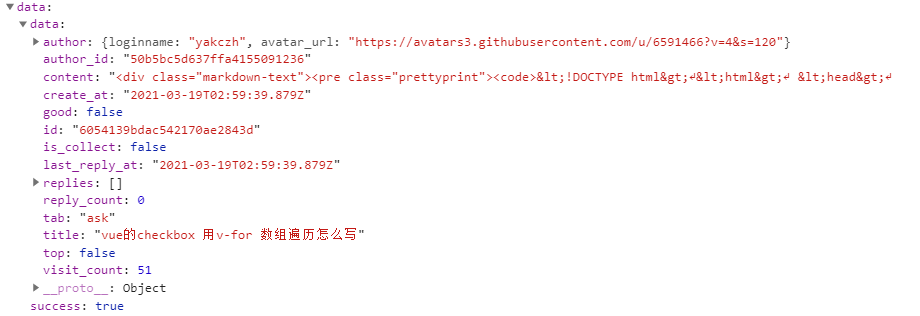 ▼data:
▼data:
▶author: {loginname: "yakczh", avatar_url: "https://avatars3.githubusercontent.com/u/6591466?v=4&s=120"}
author_id: "50b5bc5d637ffa4155091236"
content: "<div class="markdown-text"><pre class="prettyprint"><code>&lt;!DOCTYPE html&gt;↵&lt;html&gt;↵ &lt;head&gt;↵
create_at: "2021-03-19T02:59:39.879Z"
good: false
id: "6054139bdac542170ae2843d"
is_collect: false
last_reply_at: "2021-03-19T02:59:39.879Z"
▶replies: []
reply_count: 0
tab: "ask"
title: "vue的checkbox 用v-for 数组遍历怎么写"
top: false
visit_count: 51
▶__proto__: Object
success: true